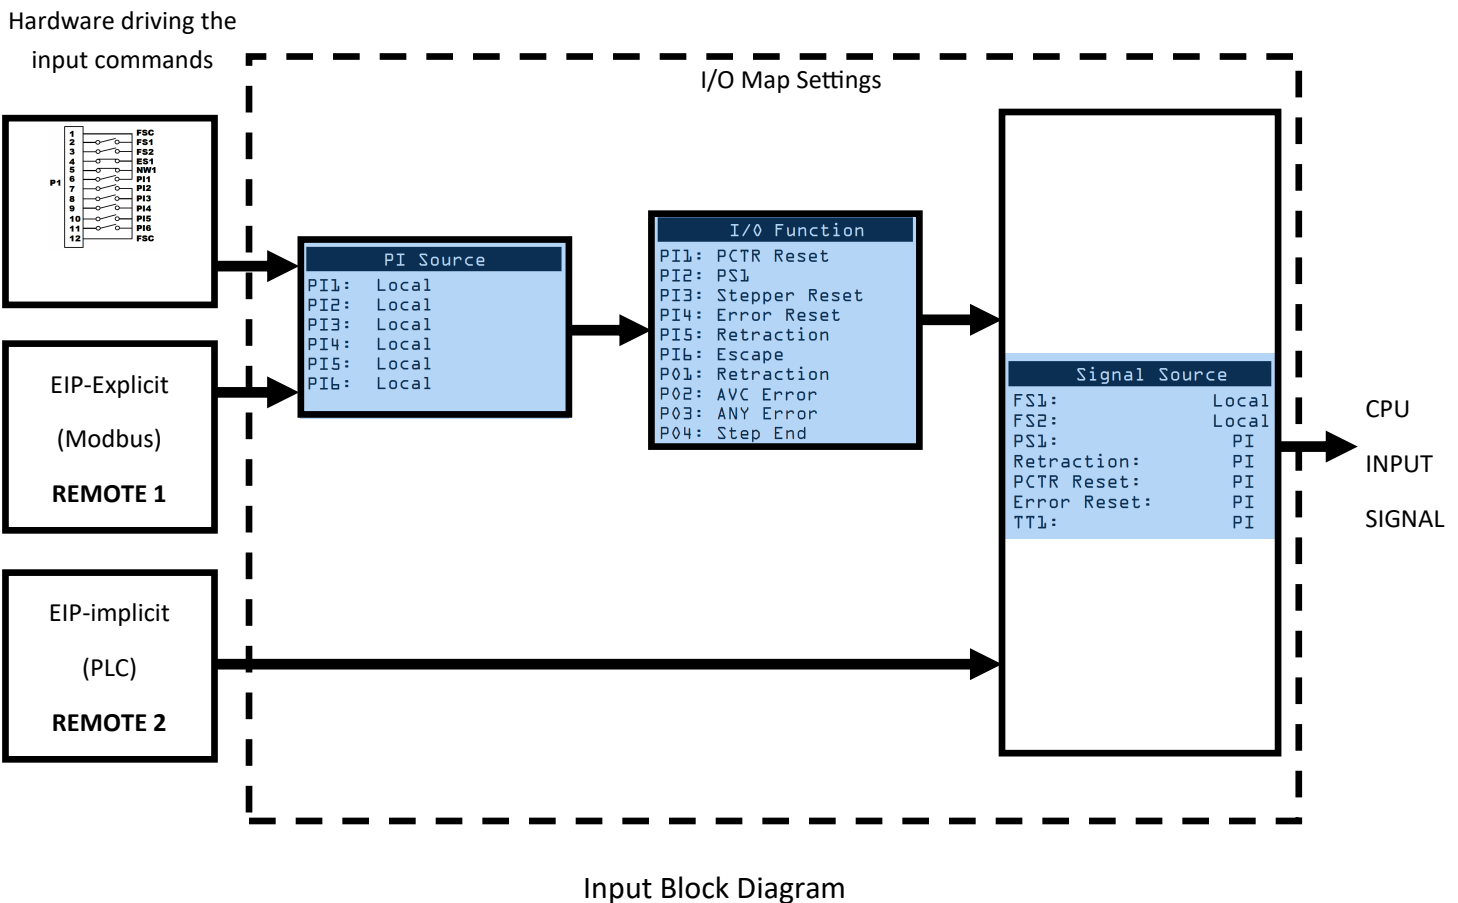 Hardware driving the
input commands
I/O Map Settings
P1
1 FSC
2 FS1
3 FS2
4 ES1
5 NW1
6 PI1
7 PI2
8 PI3
9 PI4
10 PI5
11 PI6
12 FSC
EIP-Explicit
(Modbus)
REMOTE 1
EIP-implicit
(PLC)
REMOTE 2
PI Source
PI1: Local
PI2: Local
PI3: Local
PI4: Local
PI5: Local
PI6: Local
I/O Function
PI1: PCTR Reset
PI2: PS1
PI3: Stepper Reset
PI4: Error Reset
PI5: Retraction
PI6: Escape
PO1: Retraction
PO2: AVC Error
PO3: ANY Error
PO4: Step End
Signal Source
FS1: Local
FS2: Local
PS1: PI
Retraction: PI
PCTR Reset: PI
Error Reset: PI
TT1: PI
CPU
INPUT
SIGNAL
Input Block Diagram